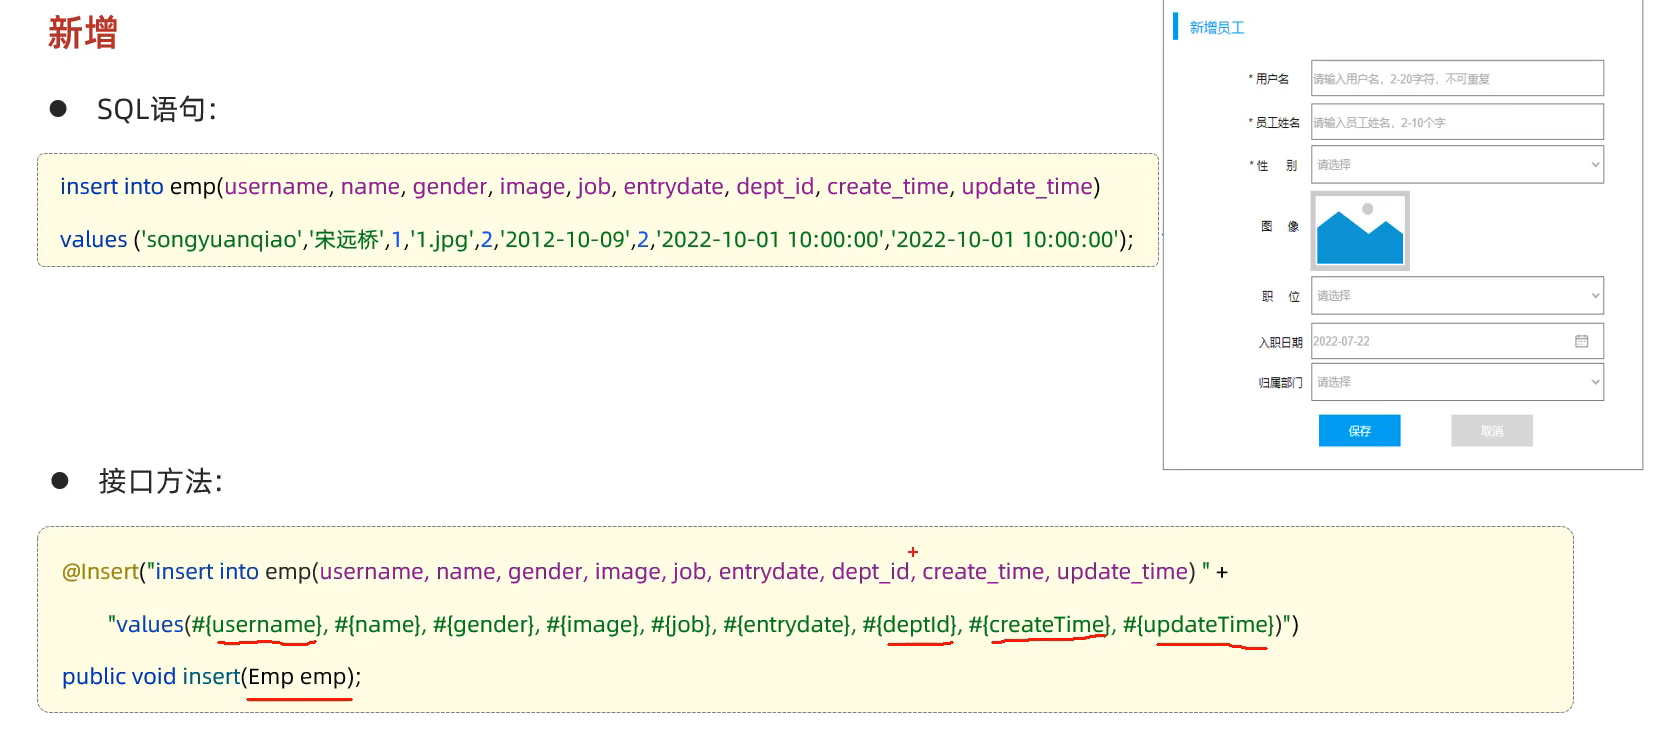 新增
● SQL语句：
insert into emp(username, name, gender, image, job, entrydate, dept_id, create_time, update_time)
values ('songyuanqiao','宋远桥',1,'1.jpg',2,'2012-10-09',2,'2022-10-01 10:00:00','2022-10-01 10:00:00');
新增员工
* 用户名 请输入用户名，2-20字符，不可重复
* 员工姓名 请输入员工姓名，2-10个字
* 性 别 请选择
图 像
职 位 请选择
入职日期 2022-07-22
归属部门 请选择
保存 取消
● 接口方法：
@Insert("insert into emp(username, name, gender, image, job, entrydate, dept_id, create_time, update_time) " +
"values(#{username}, #{name}, #{gender}, #{image}, #{job}, #{entrydate}, #{deptId}, #{createTime}, #{updateTime})")
public void insert(Emp emp);